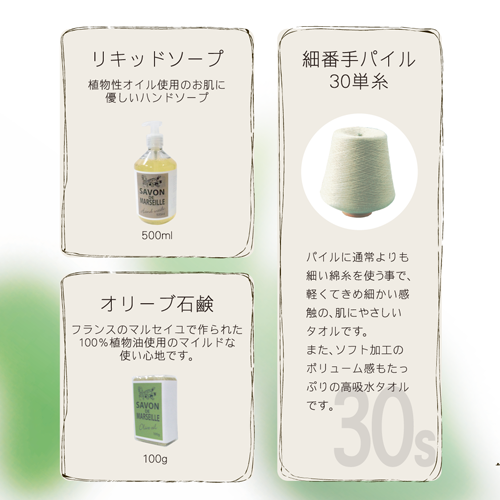 リキッドソープ
植物性オイル使用のお肌に
優しいハンドソープ
SAVON
DE
MARSEILLE
500ml
オリーブ石鹸
フランスのマルセイユで作られた
100%植物油使用のマイルドな
使い心地です。
SAVON
DE
MARSEILLE
100g
細番手パイル
30単糸
パイルに通常よりも
細い綿糸を使う事で、
軽くてきめ細かい感
触の、肌にやさしい
タオルです。
また、ソフト加工の
ボリューム感もたっ
ぷりの高吸水タオル
です。
30s